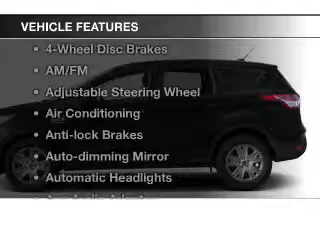 VEHICLE FEATURES
• 4-Wheel Disc Brakes
• AM/FM
• Adjustable Steering Wheel
• Air Conditioning
• Anti-lock Brakes
• Auto-dimming Mirror
• Automatic Headlights